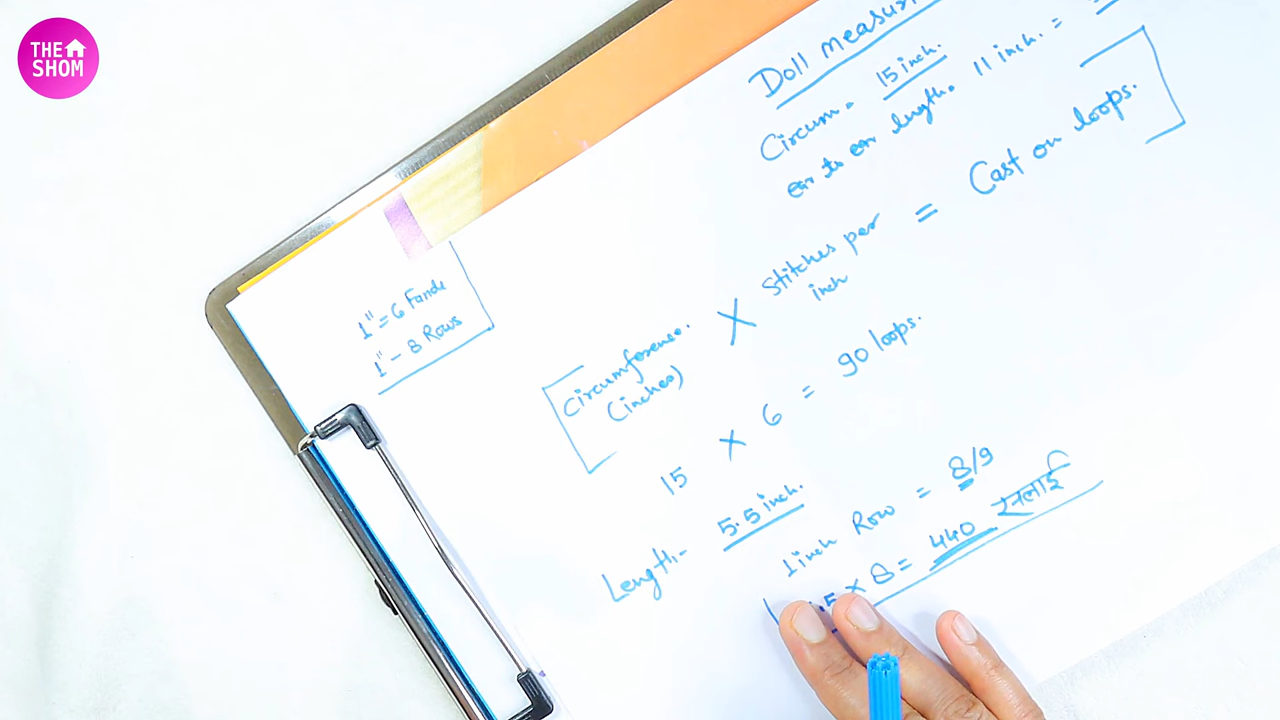 THE
SHOM
Doll measur
Circum. 15 inch.
ear to ear length. 11 inch. =
1" = 6 Fande
1" - 8 Rows
[Circumference. (inches) X Stitches per inch = Cast on loops.]
15 x 6 = 90 loops.
Length- 5.5 inch.
1 inch Row = 8/9
.5 x 8 = 440 सलाई